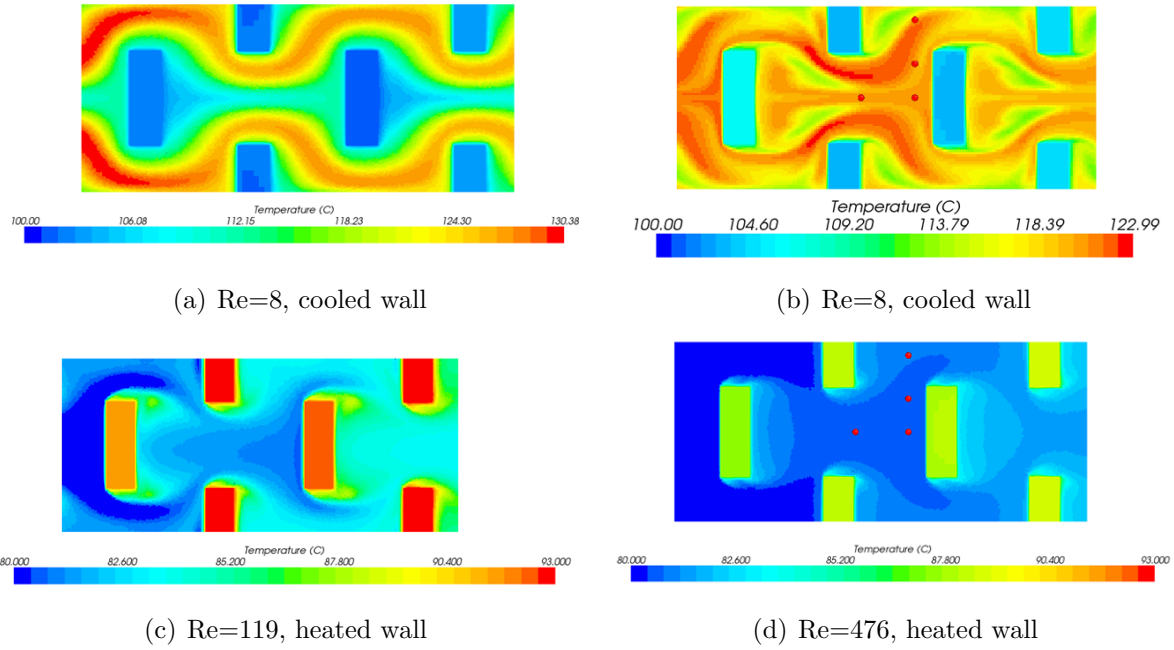 Temperature (C)
100.00 106.08 112.15 118.23 124.30 130.38
Temperature (C)
100.00 104.60 109.20 113.79 118.39 122.99
(a) Re=8, cooled wall
(b) Re=8, cooled wall
Temperature (C)
80.000 82.600 85.200 87.800 90.400 93.000
Temperature (C)
80.000 82.600 85.200 87.800 90.400 93.000
(c) Re=119, heated wall
(d) Re=476, heated wall